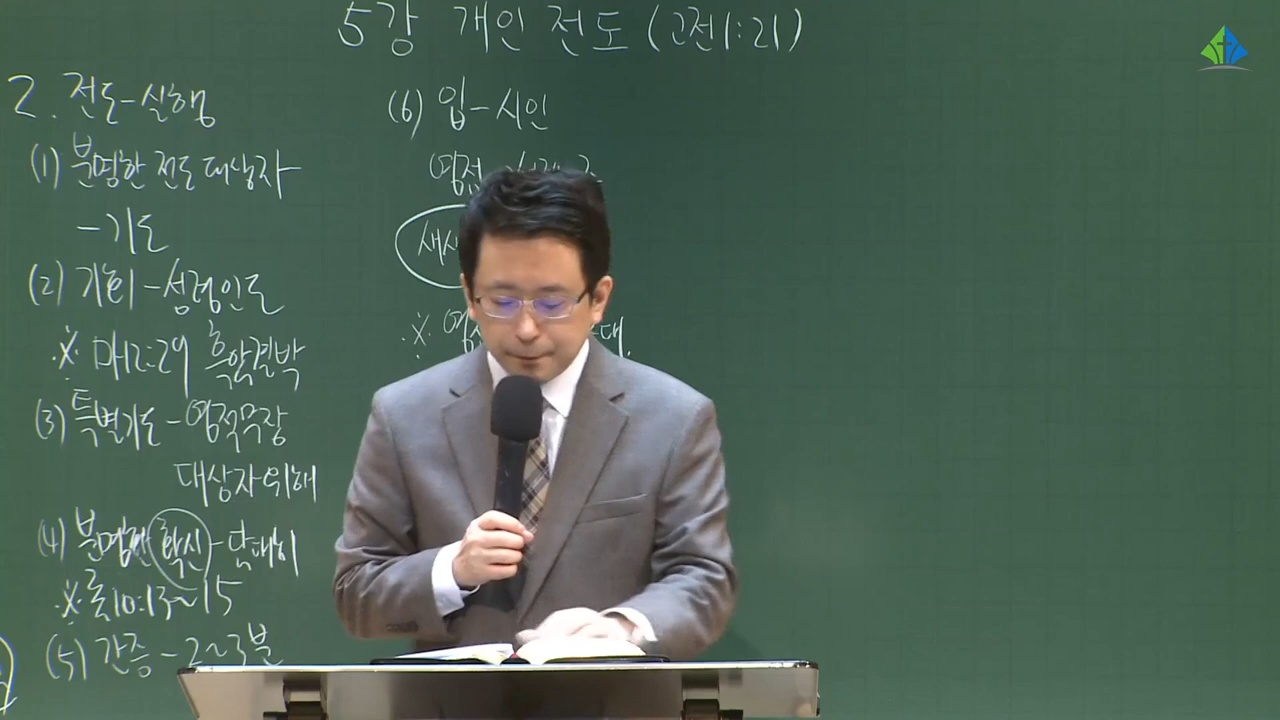 5강 개인 전도 (고전1:21)
2. 전도-실행
(1) 분명한 전도 대상자
- 기도
(2) 기회 - 성령인도
※ 마12:29 흑암결박
(3) 특별기도 - 영적무장
대상자 위해
(4) 분명한 확신 - 담대히
※ 롬10:13~15
(5) 간증 - 2~3분
(6) 입 - 시인
영접
※